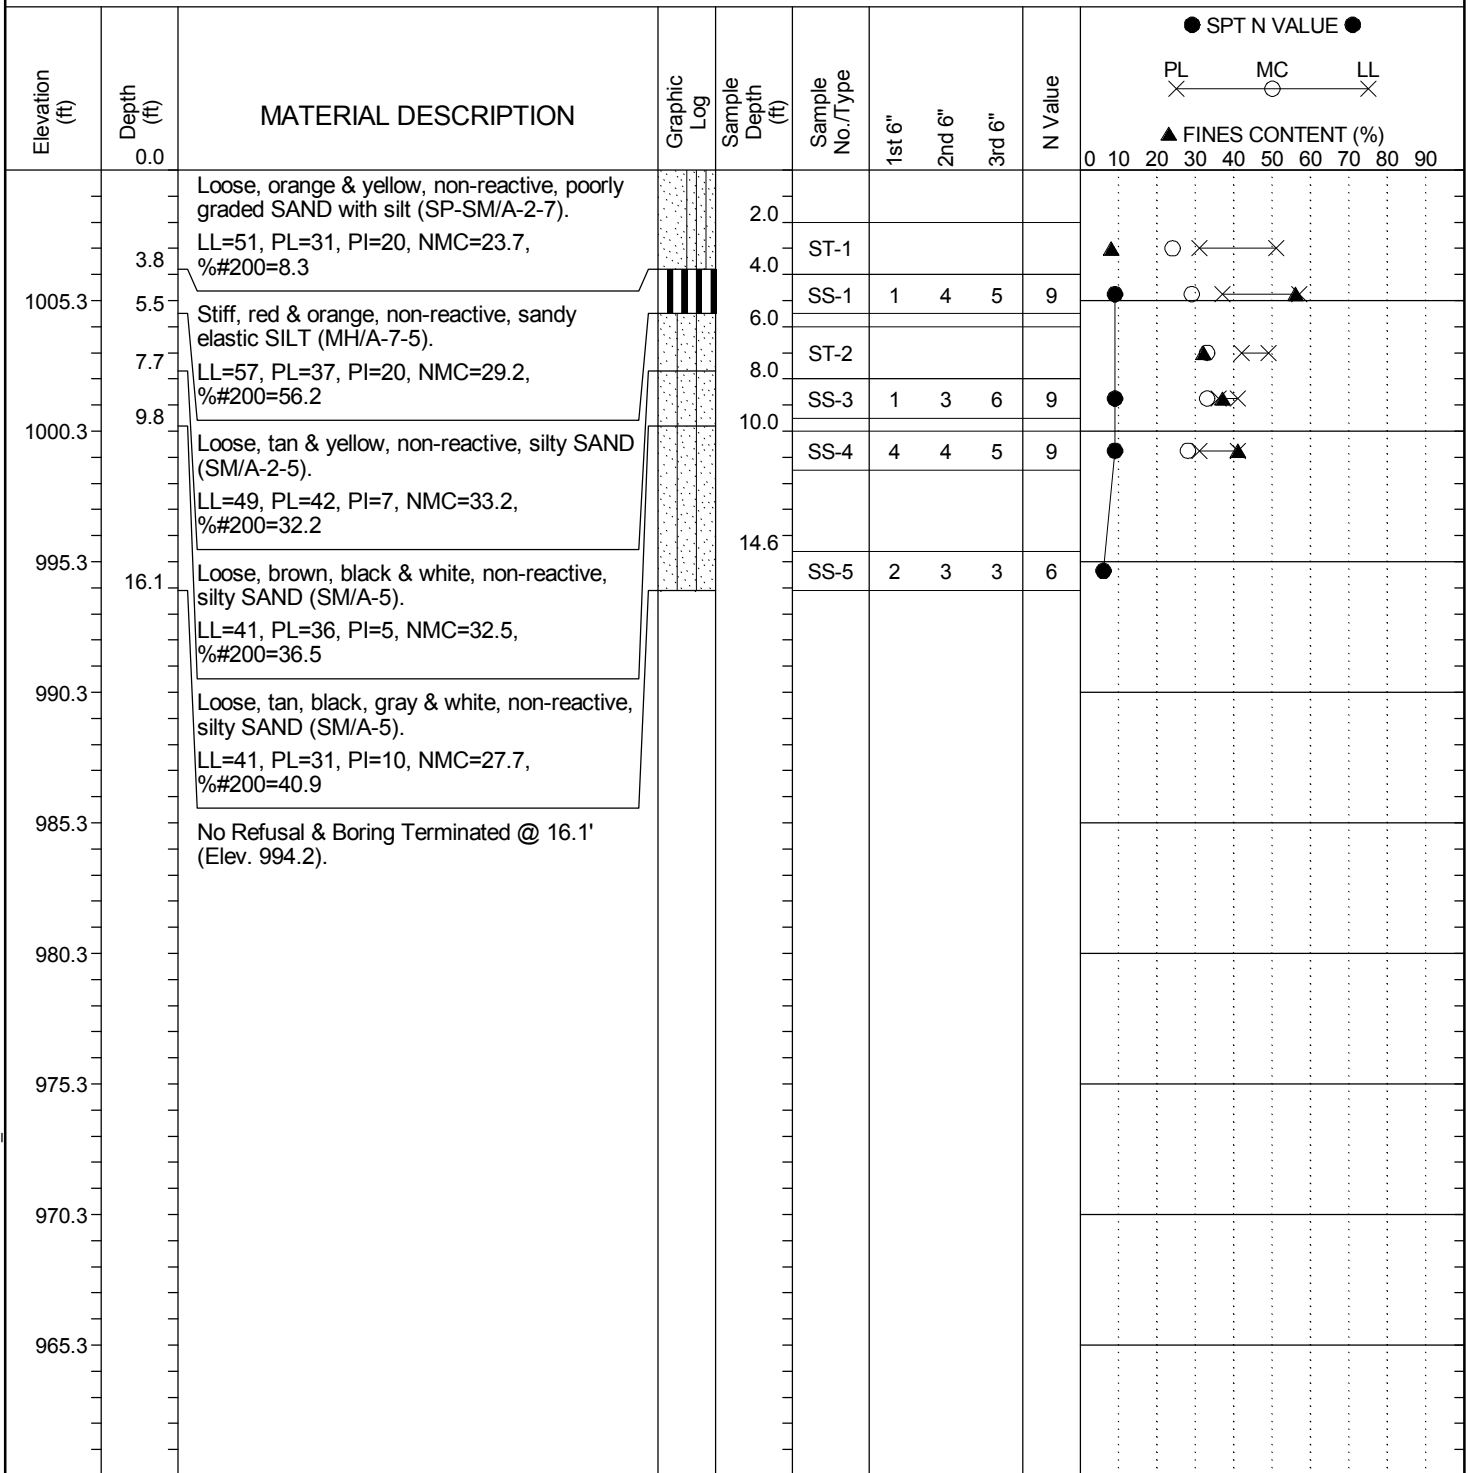 ● SPT N VALUE ●
PL MC LL
▲ FINES CONTENT (%)
0 10 20 30 40 50 60 70 80 90
Elevation
(ft)
Depth
(ft)
0.0
MATERIAL DESCRIPTION
Graphic
Log
Sample
Depth
(ft)
Sample
No./Type
1st 6"
2nd 6"
3rd 6"
N Value
Loose, orange & yellow, non-reactive, poorly
graded SAND with silt (SP-SM/A-2-7).
LL=51, PL=31, PI=20, NMC=23.7,
%#200=8.3
3.8
2.0
ST-1
4.0
1005.3
5.5
SS-1 1 4 5 9
6.0
Stiff, red & orange, non-reactive, sandy
elastic SILT (MH/A-7-5).
LL=57, PL=37, PI=20, NMC=29.2,
%#200=56.2
7.7
ST-2
8.0
SS-3 1 3 6 9
9.8
10.0
1000.3
Loose, tan & yellow, non-reactive, silty SAND
(SM/A-2-5).
LL=49, PL=42, PI=7, NMC=33.2,
%#200=32.2
SS-4 4 4 5 9
14.6
995.3
16.1
Loose, brown, black & white, non-reactive,
silty SAND (SM/A-5).
LL=41, PL=36, PI=5, NMC=32.5,
%#200=36.5
SS-5 2 3 3 6
990.3
Loose, tan, black, gray & white, non-reactive,
silty SAND (SM/A-5).
LL=41, PL=31, PI=10, NMC=27.7,
%#200=40.9
985.3
No Refusal & Boring Terminated @ 16.1'
(Elev. 994.2).
980.3
975.3
970.3
965.3